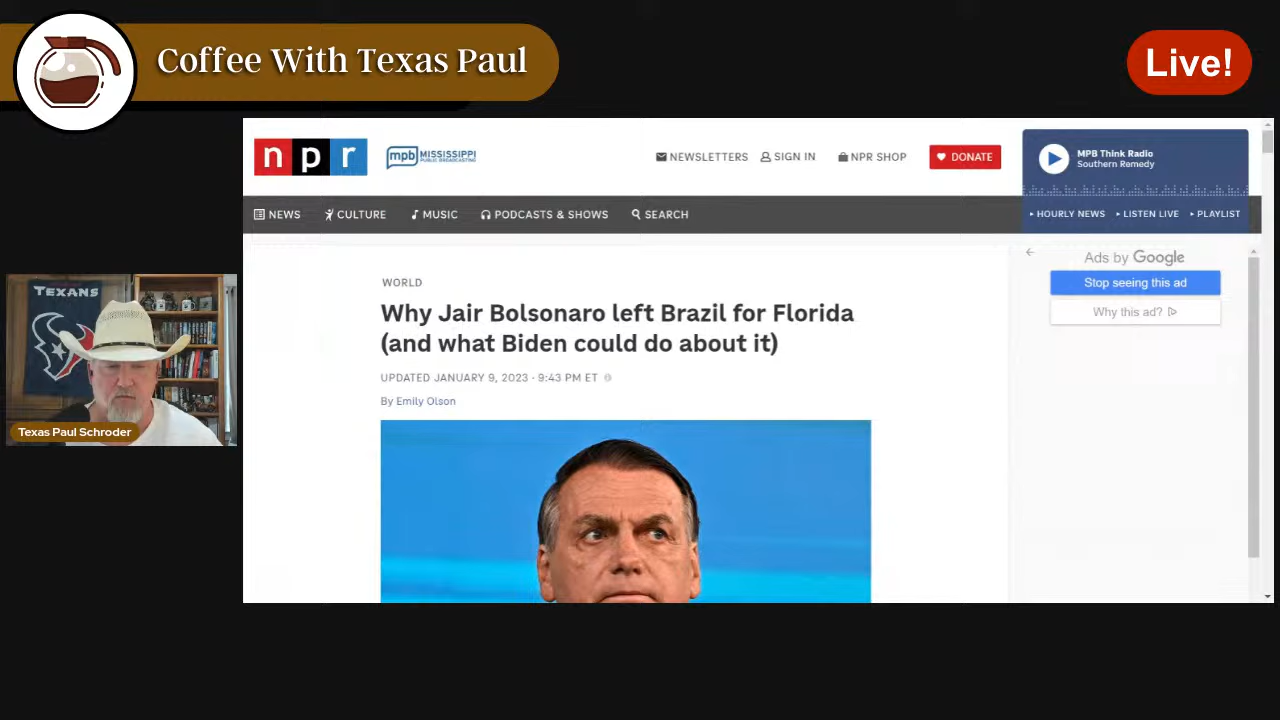 Coffee With Texas Paul
Live!
npr
mpb MISSISSIPPI
PUBLIC BROADCASTING
NEWSLETTERS
SIGN IN
NPR SHOP
DONATE
MPB Think Radio
Southern Remedy
NEWS
CULTURE
MUSIC
PODCASTS & SHOWS
SEARCH
HOURLY NEWS
LISTEN LIVE
PLAYLIST
Ads by Google
Stop seeing this ad
Why this ad?
WORLD
Why Jair Bolsonaro left Brazil for Florida
(and what Biden could do about it)
UPDATED JANUARY 9, 2023 · 9:43 PM ET
By Emily Olson
TEXANS
Texas Paul Schroder